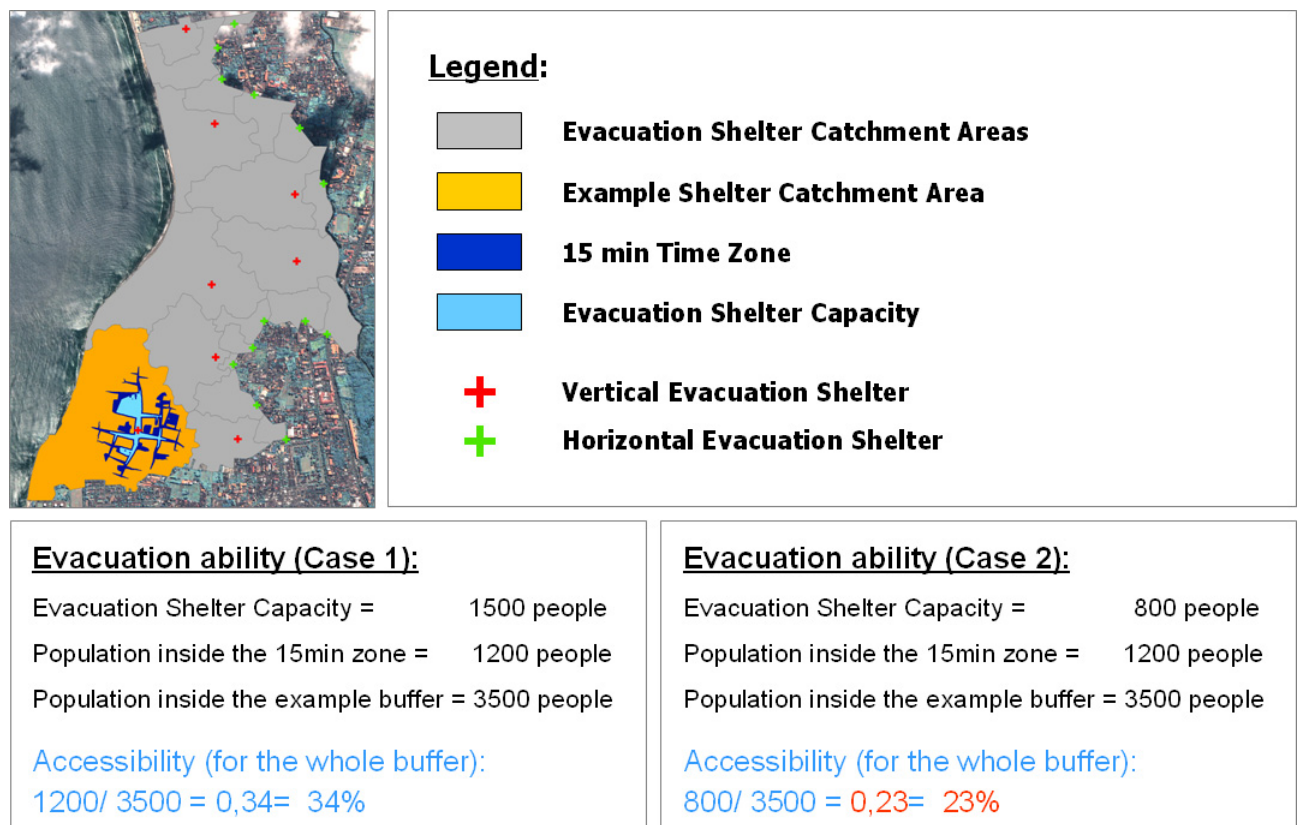 Legend:
Evacuation Shelter Catchment Areas
Example Shelter Catchment Area
15 min Time Zone
Evacuation Shelter Capacity
Vertical Evacuation Shelter
Horizontal Evacuation Shelter
Evacuation ability (Case 1):
Evacuation Shelter Capacity = 1500 people
Population inside the 15min zone = 1200 people
Population inside the example buffer = 3500 people
Accessibility (for the whole buffer):
1200/ 3500 = 0,34= 34%
Evacuation ability (Case 2):
Evacuation Shelter Capacity = 800 people
Population inside the 15min zone = 1200 people
Population inside the example buffer = 3500 people
Accessibility (for the whole buffer):
800/ 3500 = 0,23= 23%